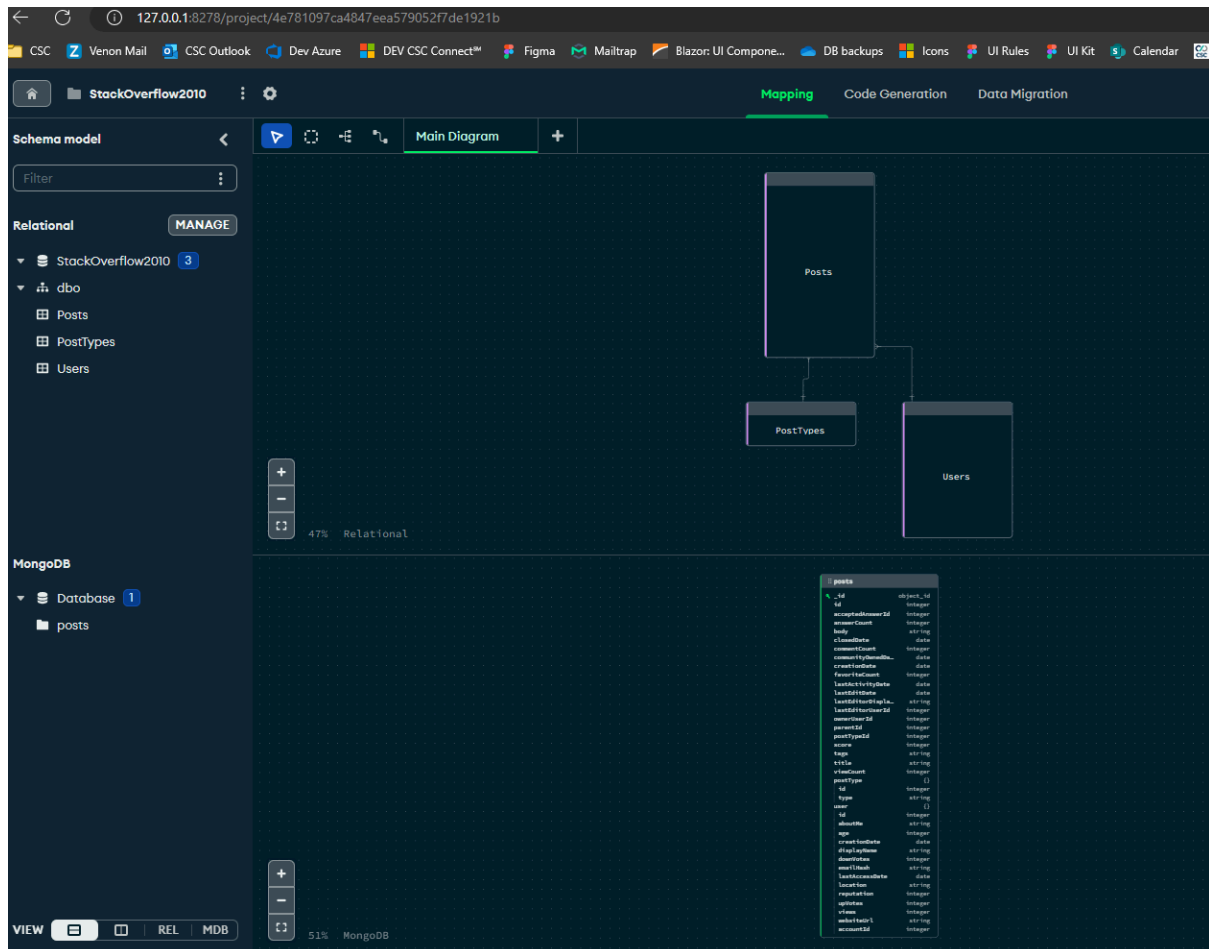 127.0.0.1:8278/project/4e781097ca4847eea579052f7de1921b
CSC Venon Mail CSC Outlook Dev Azure DEV CSC Connect℠ Figma Mailtrap Blazor: UI Compone... DB backups Icons UI Rules UI Kit Calendar
StackOverflow2010
Mapping Code Generation Data Migration
Schema model
Main Diagram
Filter
Relational MANAGE
StackOverflow2010 3
dbo
Posts
PostTypes
Users
Posts
PostTypes
Users
47% Relational
MongoDB
Database 1
posts
posts
_id object_id
id integer
acceptedAnswerId integer
answerCount integer
body string
closedDate date
commentCount integer
communityOwnedDa… date
creationDate date
favoriteCount integer
lastActivityDate date
lastEditDate date
lastEditorDispla… string
lastEditorUserId integer
ownerUserId integer
parentId integer
postTypeId integer
score integer
tags string
title string
viewCount integer
postType {}
id integer
type string
user {}
id integer
aboutMe string
age integer
creationDate date
displayName string
downVotes integer
emailHash string
lastAccessDate date
location string
reputation integer
upVotes integer
views integer
websiteUrl string
accountId integer
VIEW REL MDB
51% MongoDB